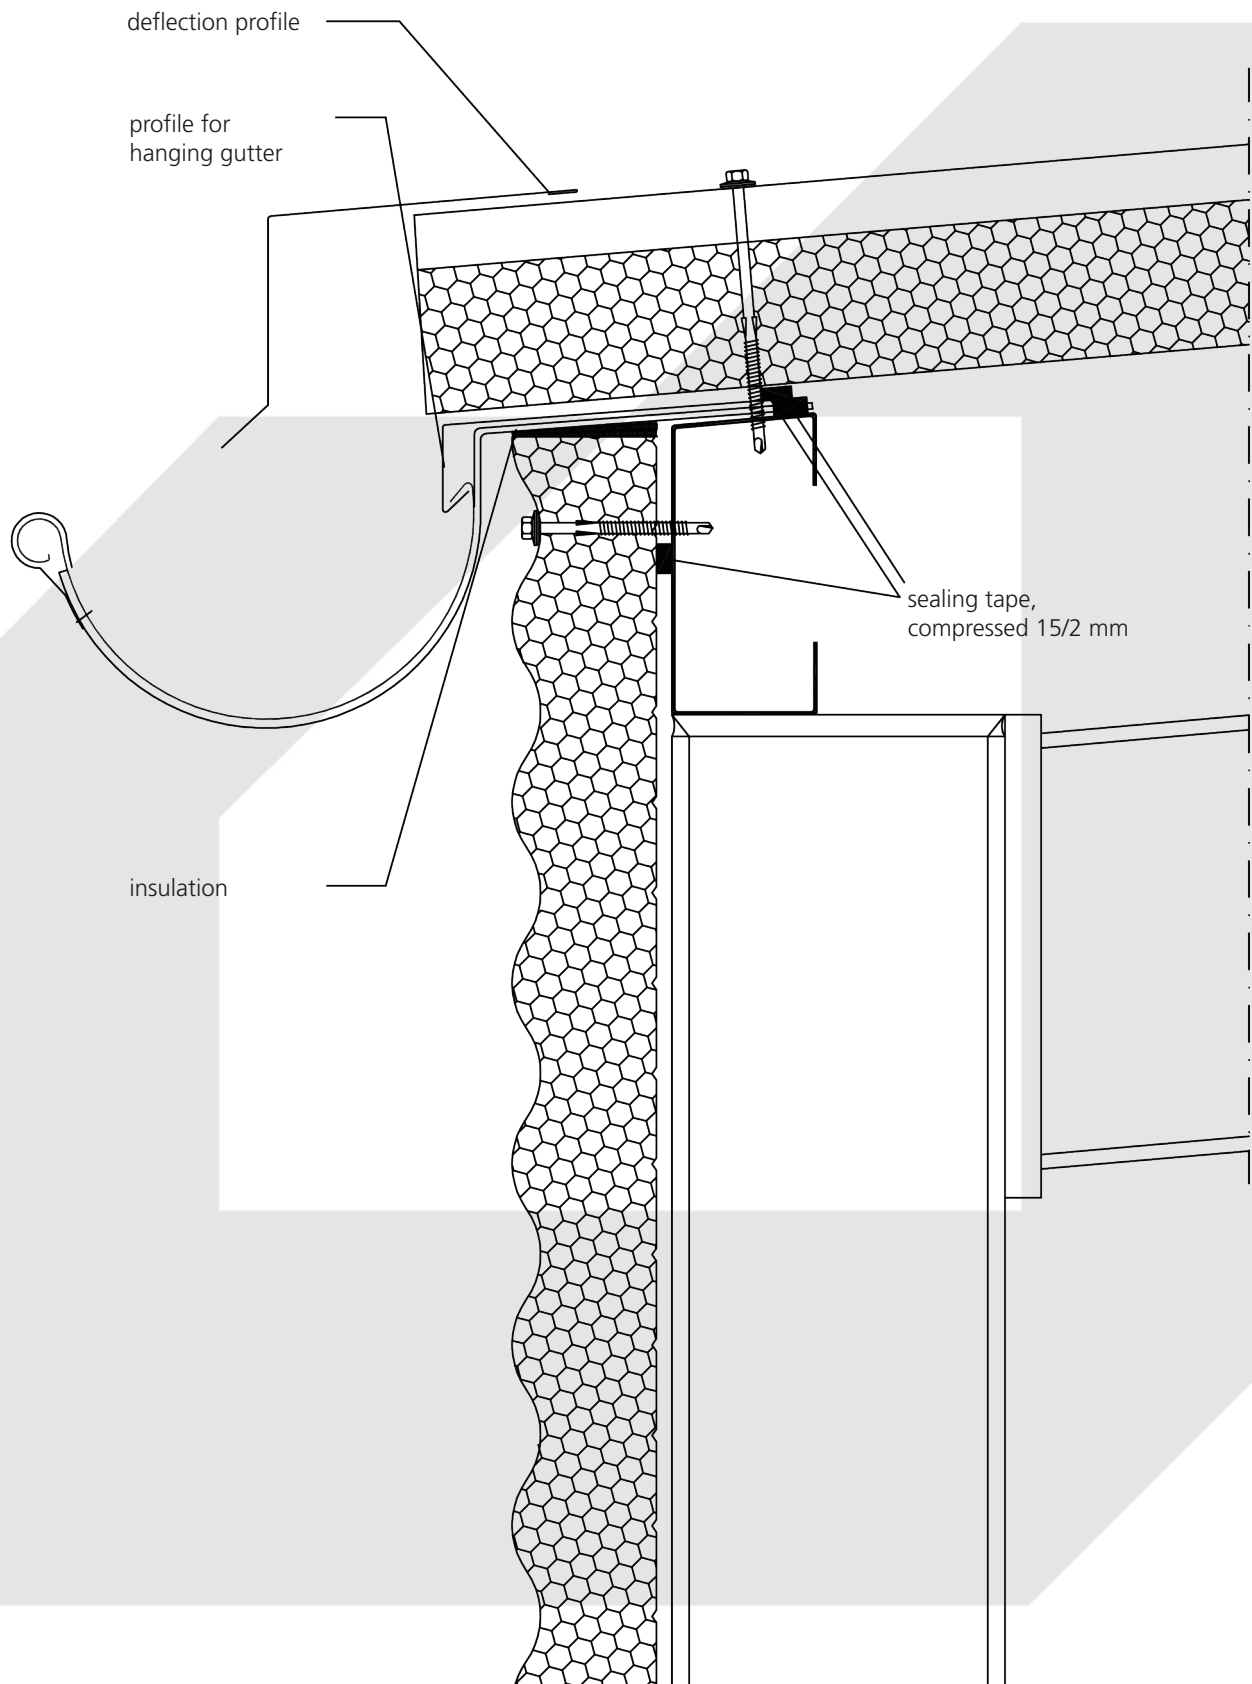 deflection profile
profile for
hanging gutter
sealing tape,
compressed 15/2 mm
insulation